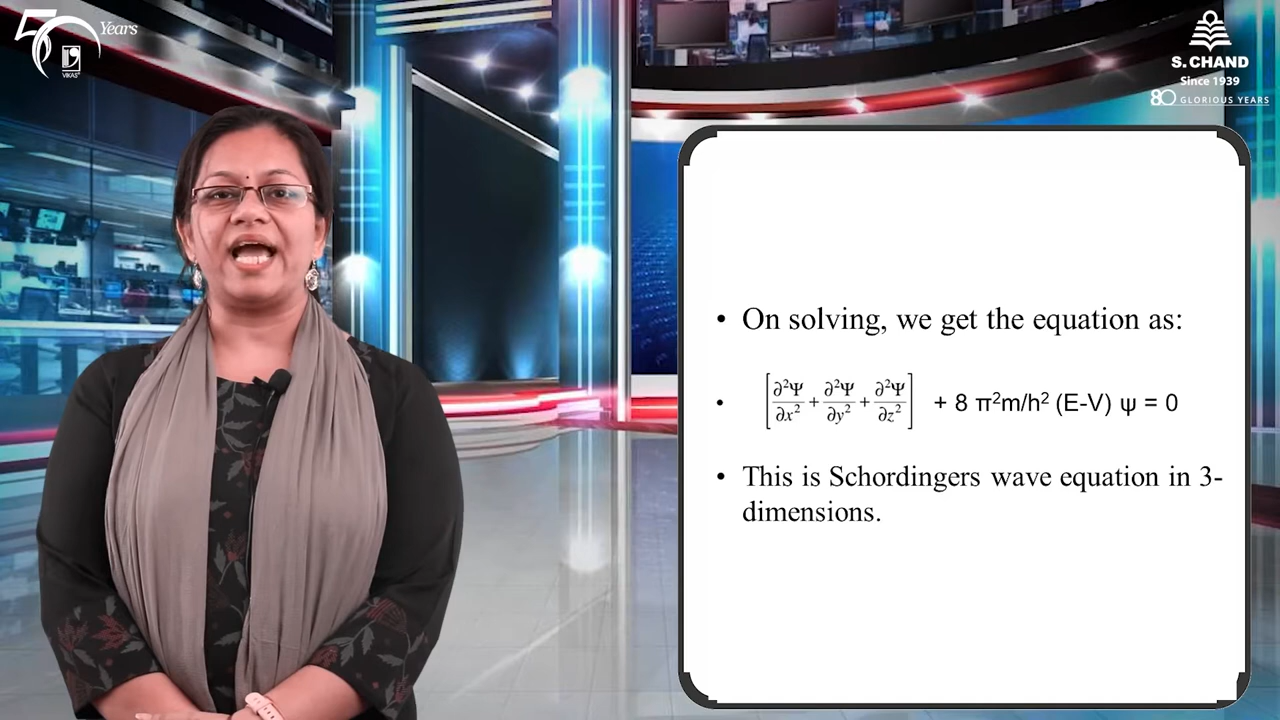 50 Years
VIKAS®
S. CHAND
Since 1939
80 GLORIOUS YEARS
• On solving, we get the equation as:
• [∂²Ψ/∂x² + ∂²Ψ/∂y² + ∂²Ψ/∂z²] + 8 π²m/h² (E-V) ψ = 0
• This is Schordingers wave equation in 3-
dimensions.